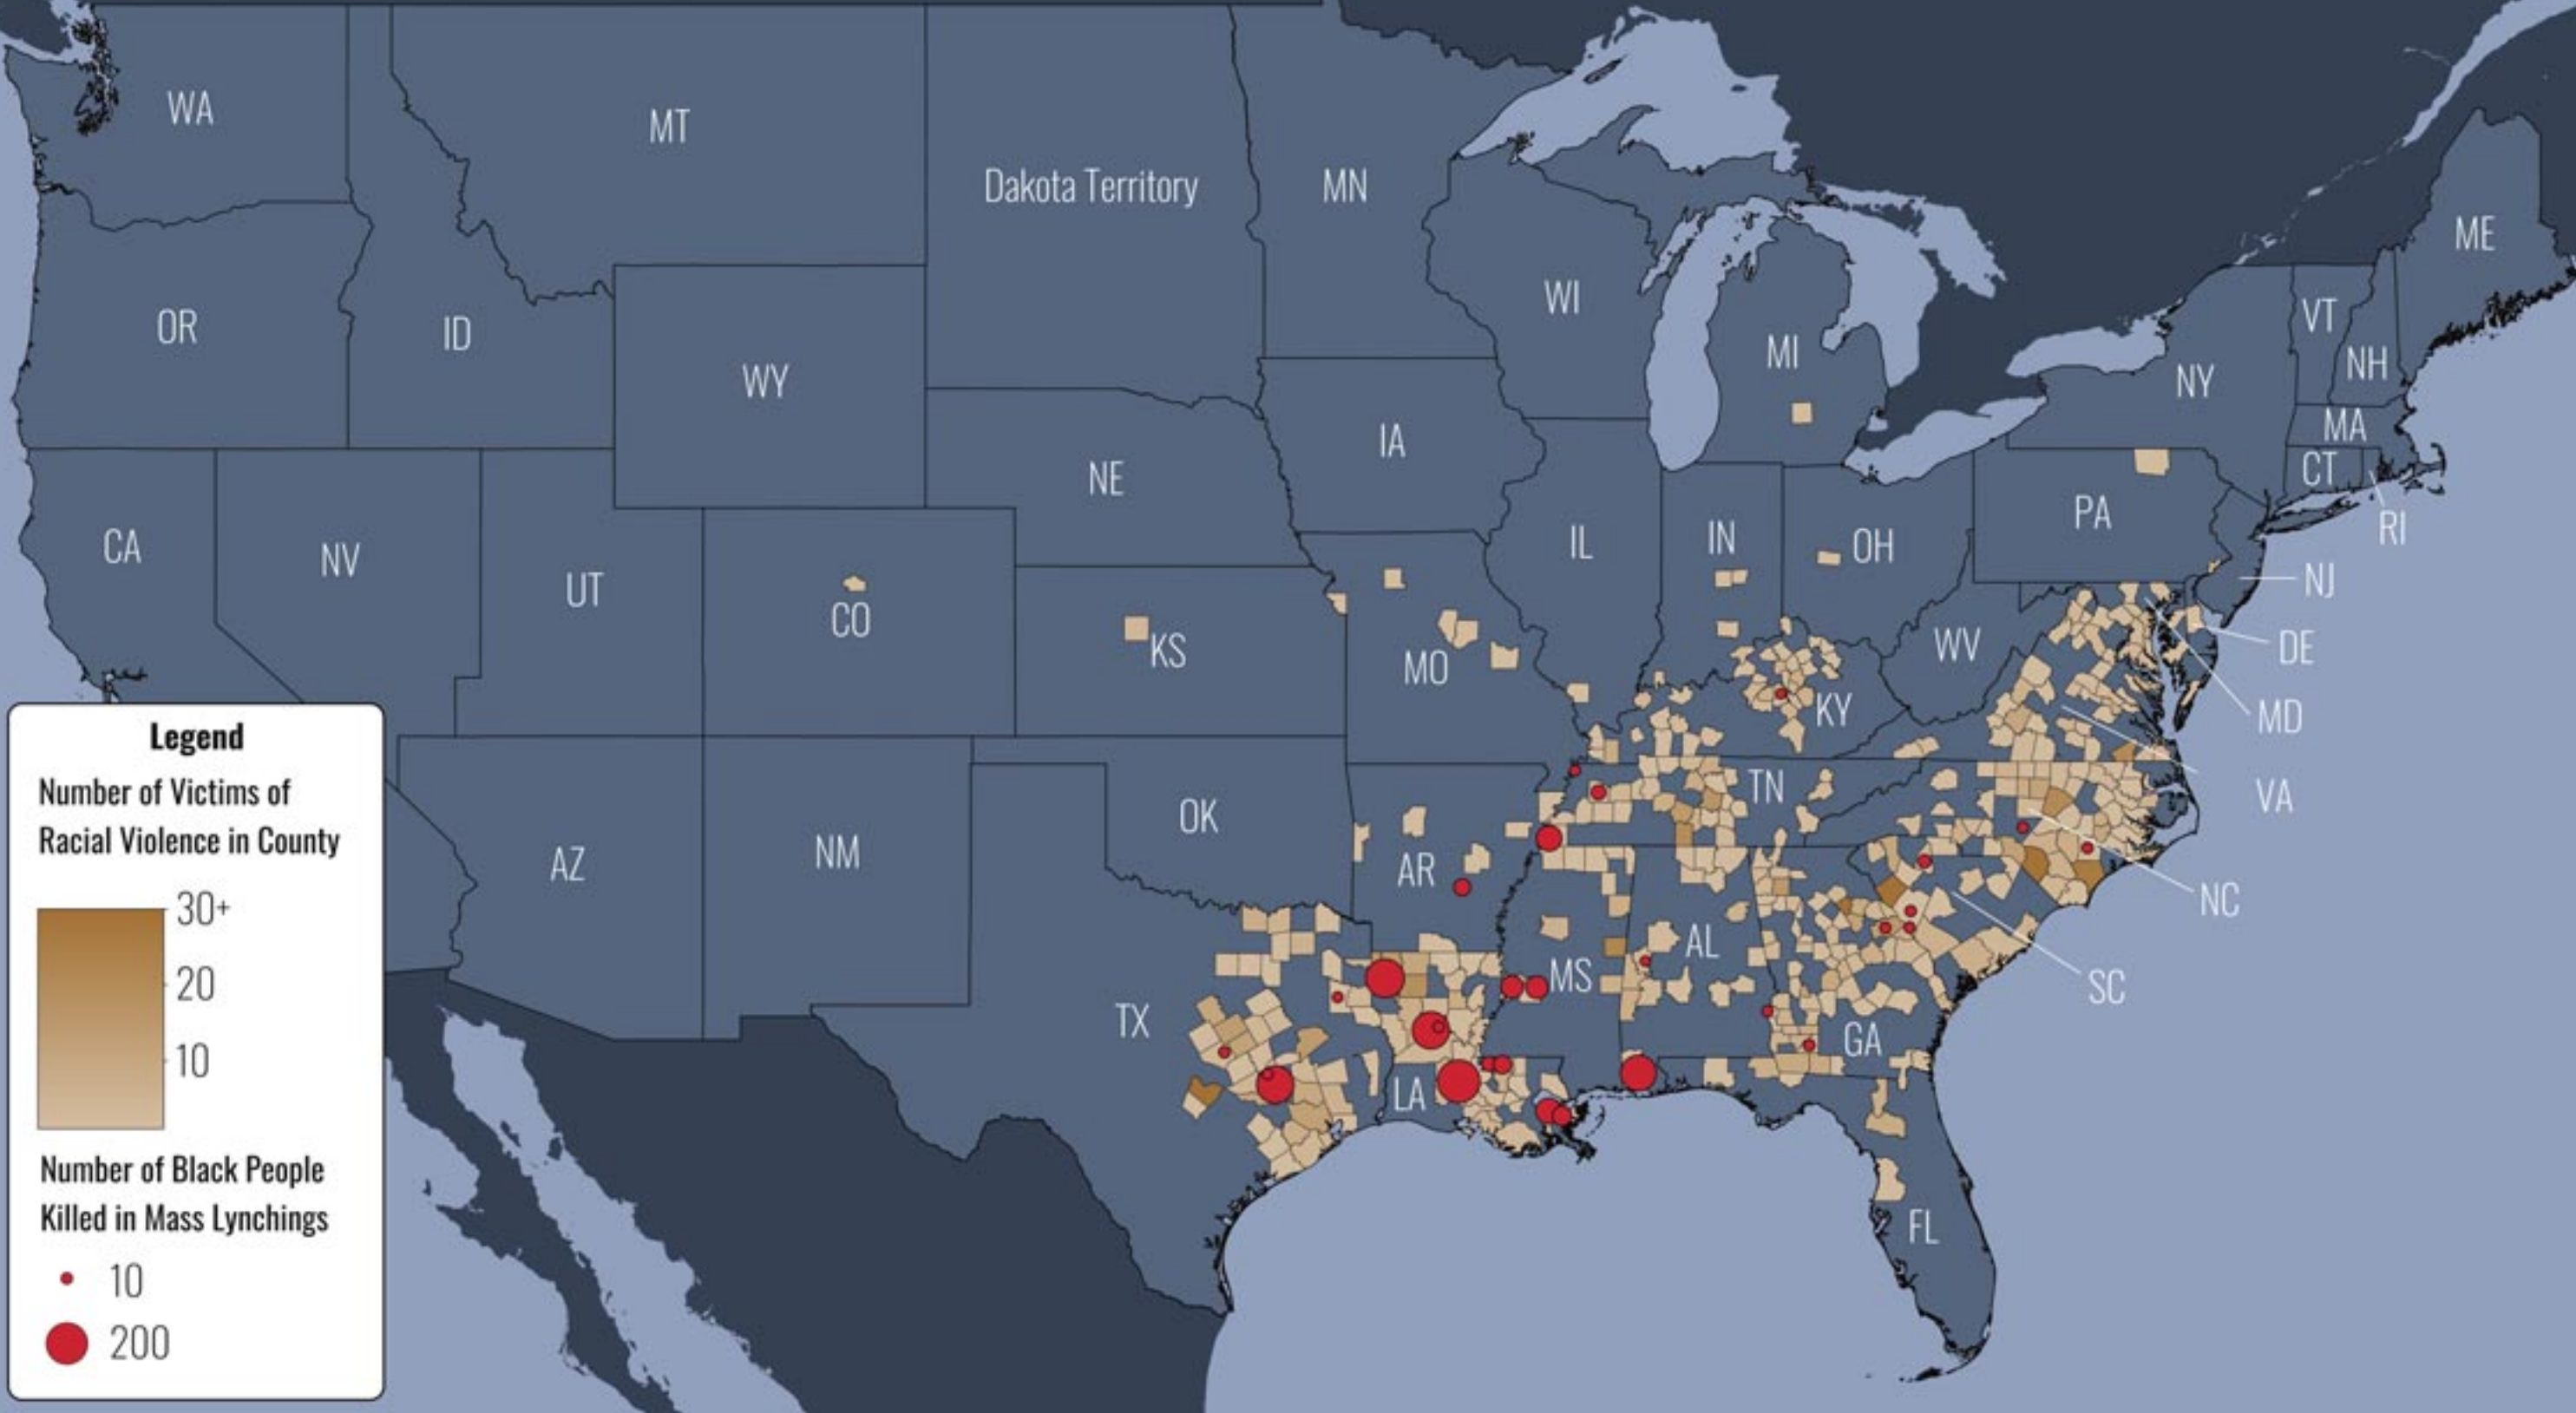 WA
MT
Dakota Territory
MN
ME
OR
ID
WI
VT
MI
NH
WY
NY
MA
IA
CT
NE
PA
RI
CA
NV
IL
IN
OH
NJ
UT
CO
KS
WV
DE
MO
KY
MD
OK
TN
VA
AZ
NM
AR
NC
AL
MS
SC
TX
GA
LA
FL
Legend
Number of Victims of
Racial Violence in County
30+
20
10
Number of Black People
Killed in Mass Lynchings
10
200